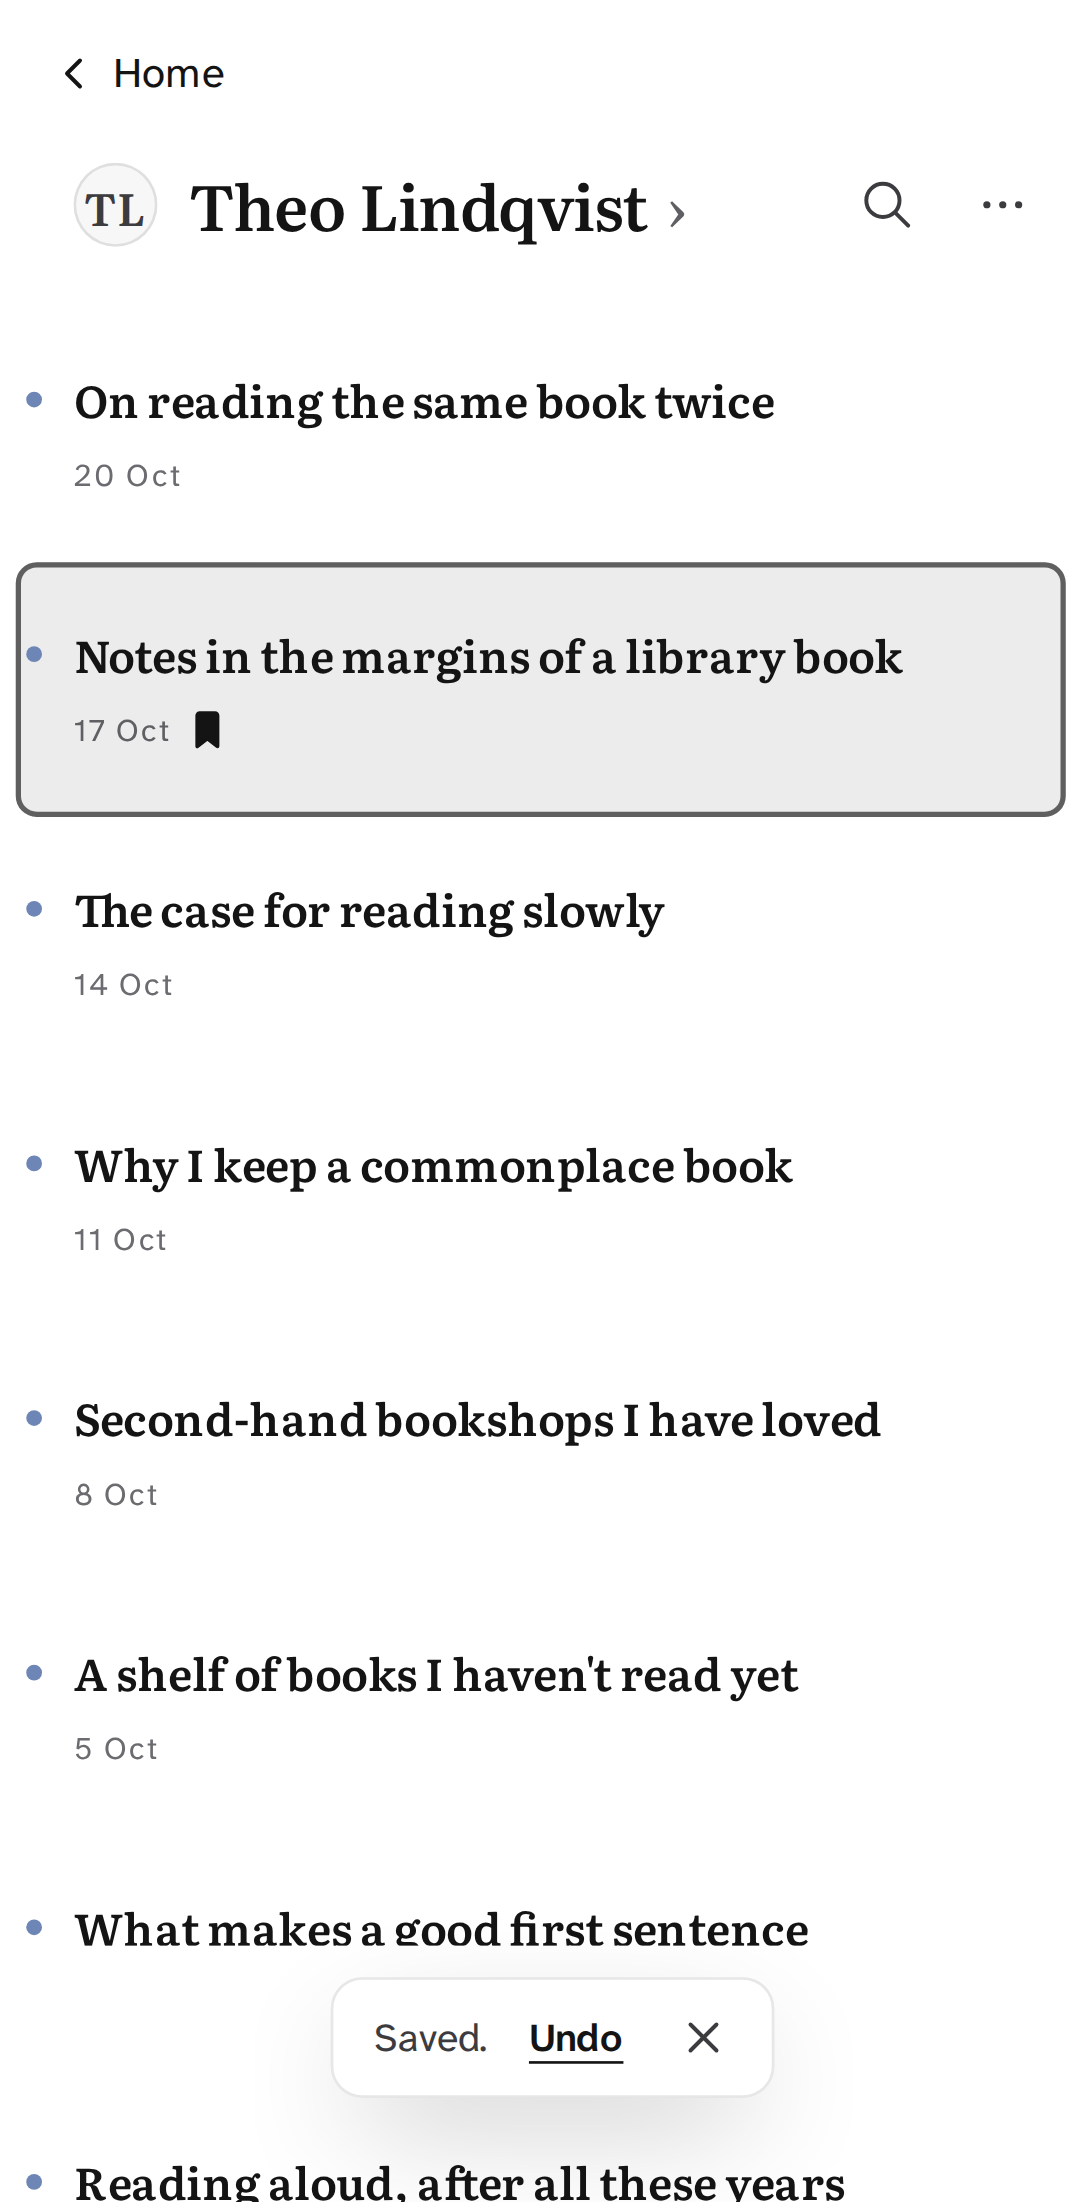 Home
TL Theo Lindqvist
On reading the same book twice
20 Oct
Notes in the margins of a library book
17 Oct
The case for reading slowly
14 Oct
Why I keep a commonplace book
11 Oct
Second-hand bookshops I have loved
8 Oct
A shelf of books I haven't read yet
5 Oct
What makes a good first sentence
Saved. Undo
Reading aloud, after all these years